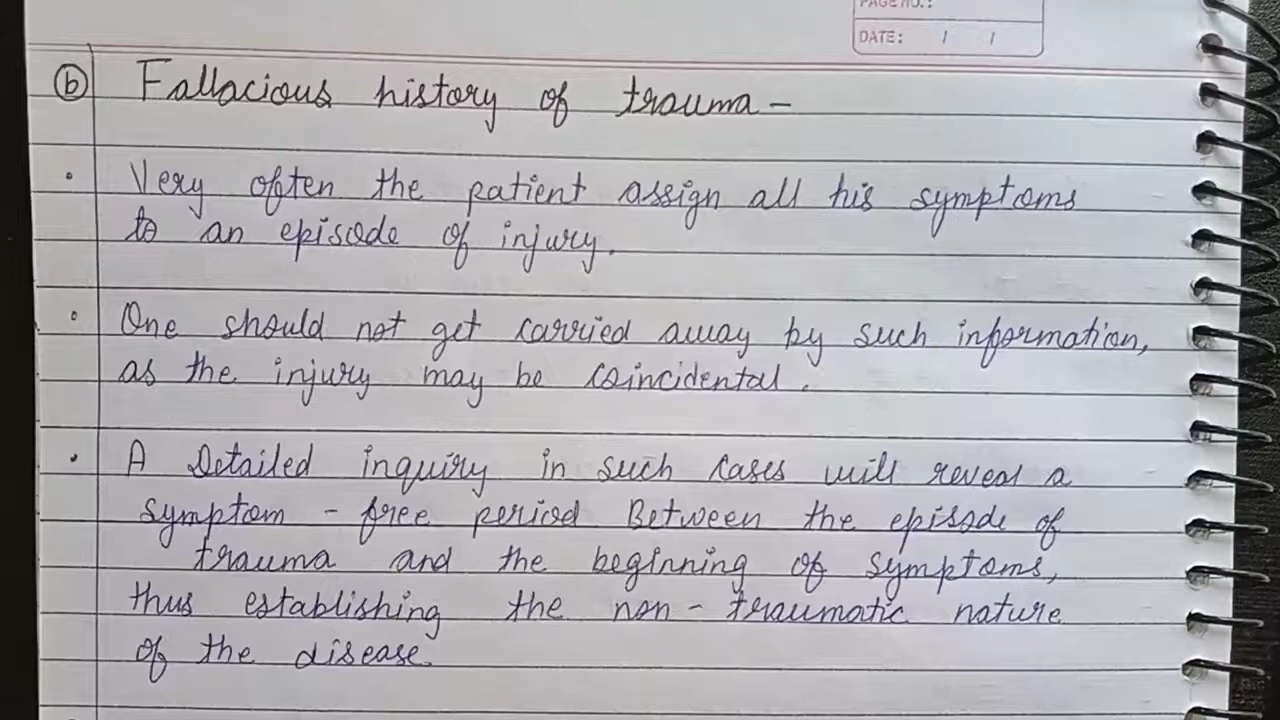 PAGE NO.:
DATE: / /
ⓑ Fallacious history of trauma -
• Very often the patient assign all his symptoms
to an episode of injury.
• One should not get carried away by such information,
as the injury may be coincidental.
• A Detailed inquiry in such cases will reveal a
symptom - free period Between the episode of
trauma and the beginning of symptoms,
thus establishing the non - traumatic nature
of the disease.